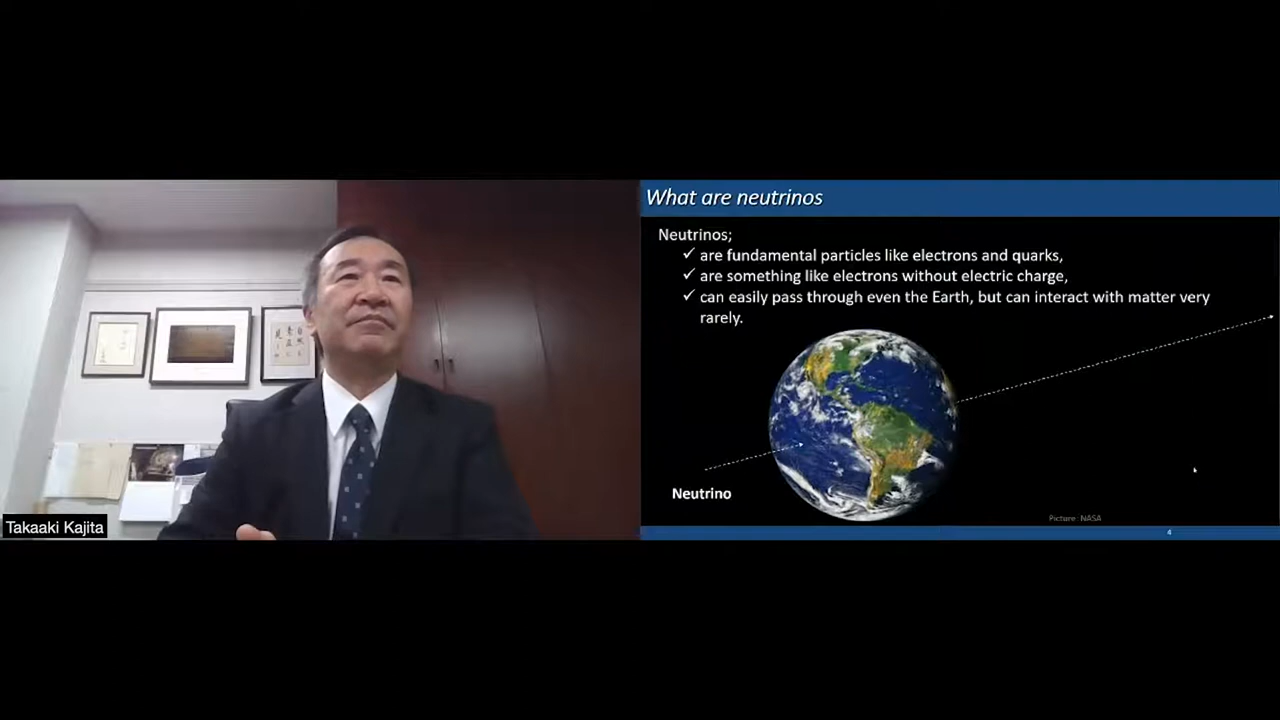 What are neutrinos
Neutrinos;
✓ are fundamental particles like electrons and quarks,
✓ are something like electrons without electric charge,
✓ can easily pass through even the Earth, but can interact with matter very
rarely.
Neutrino
Picture: NASA
4
Takaaki Kajita